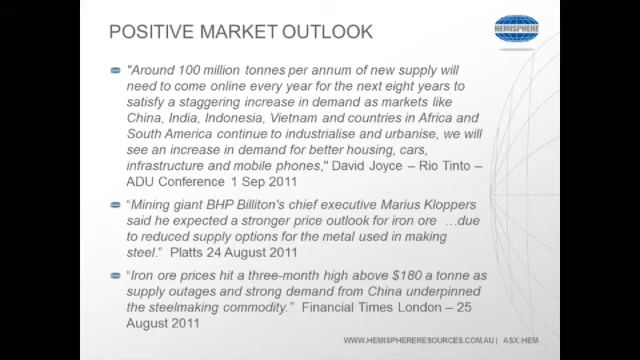 POSITIVE MARKET OUTLOOK
HEMISPHERE
"Around 100 million tonnes per annum of new supply will
need to come online every year for the next eight years to
satisfy a staggering increase in demand as markets like
China, India, Indonesia, Vietnam and countries in Africa and
South America continue to industrialise and urbanise, we will
see an increase in demand for better housing, cars,
infrastructure and mobile phones," David Joyce – Rio Tinto –
ADU Conference 1 Sep 2011
"Mining giant BHP Billiton's chief executive Marius Kloppers
said he expected a stronger price outlook for iron ore …due
to reduced supply options for the metal used in making
steel." Platts 24 August 2011
"Iron ore prices hit a three-month high above $180 a tonne as
supply outages and strong demand from China underpinned
the steelmaking commodity." Financial Times London – 25
August 2011
WWW.HEMISPHERERESOURCES.COM.AU | ASX:HEM